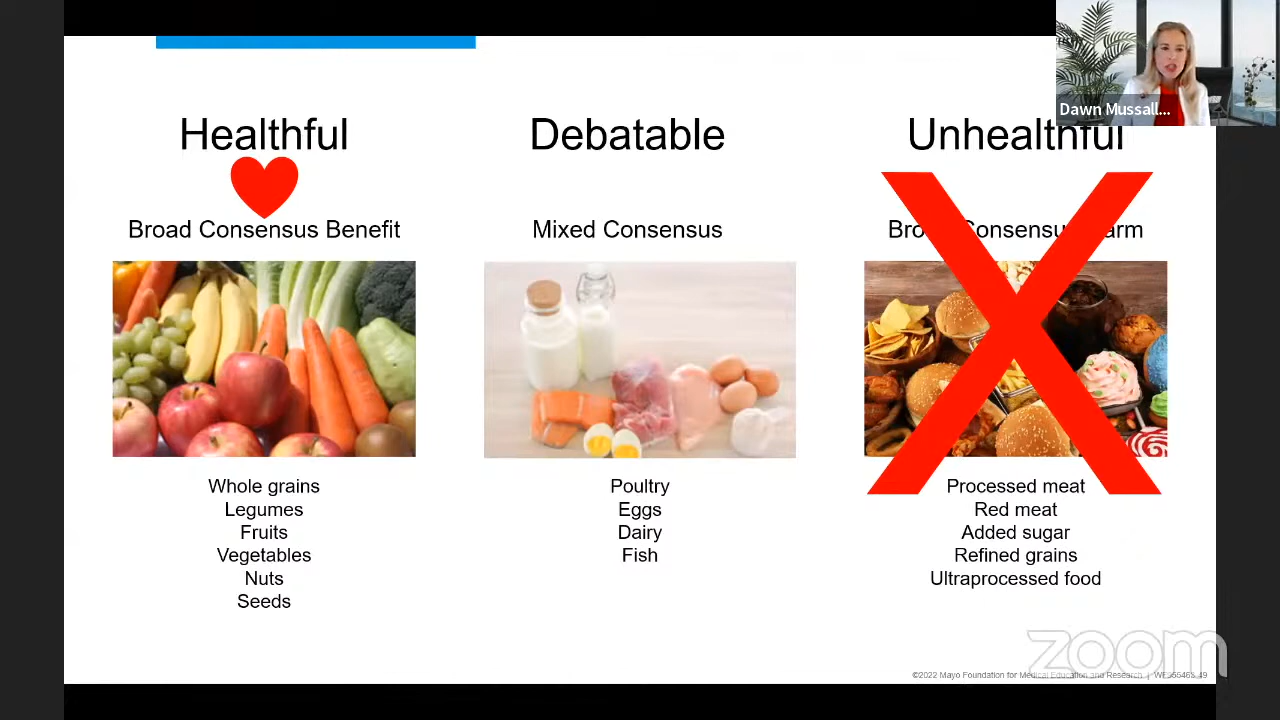 Dawn Mussall...
Healthful
Broad Consensus Benefit
Whole grains
Legumes
Fruits
Vegetables
Nuts
Seeds
Debatable
Mixed Consensus
Poultry
Eggs
Dairy
Fish
Unhealthful
Consensus
Processed meat
Red meat
Added sugar
Refined grains
Ultraprocessed food
zoom
©2022 Mayo Foundation for Medical Education and Research |